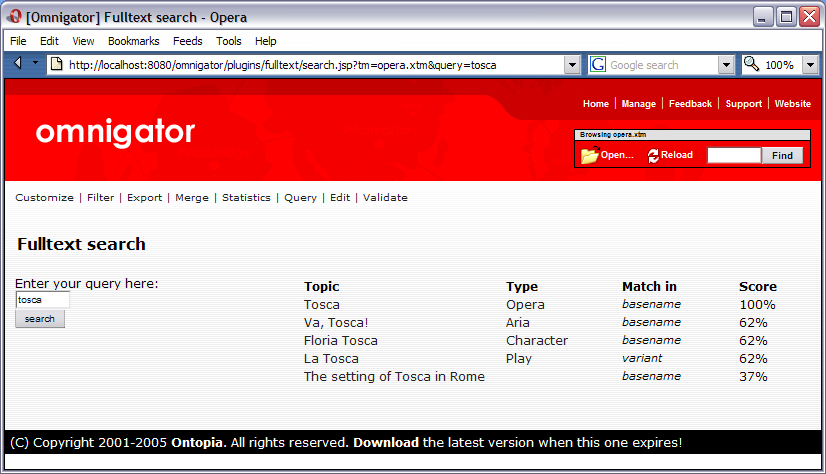 [Omnigator] Fulltext search - Opera
File Edit View Bookmarks Feeds Tools Help
http://localhost:8080/omnigator/plugins/fulltext/search.jsp?tm=opera.xtm&query=tosca Google search 100%
Home | Manage | Feedback | Support | Website
omnigator
Browsing opera.xtm
Open... Reload Find
Customize | Filter | Export | Merge | Statistics | Query | Edit | Validate
Fulltext search
Enter your query here:
tosca
search
Topic Type Match in Score
Tosca Opera basename 100%
Va, Tosca! Aria basename 62%
Floria Tosca Character basename 62%
La Tosca Play variant 62%
The setting of Tosca in Rome basename 37%
(C) Copyright 2001-2005 Ontopia. All rights reserved. Download the latest version when this one expires!